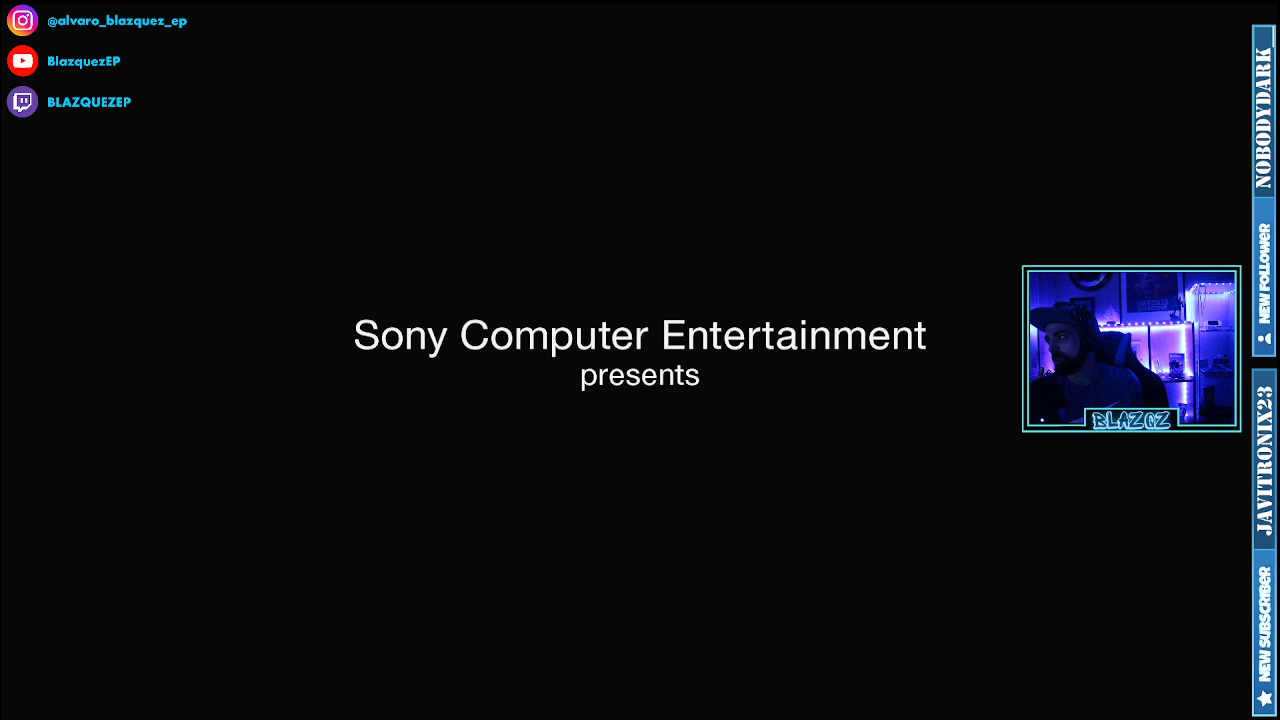 @alvaro_blazquez_ep
BlazquezEP
BLAZQUEZEP
Sony Computer Entertainment
presents
BLAZQZ
NOBODYDARK
NEW FOLLOWER
JAVITRONIX23
NEW SUBSCRIBER